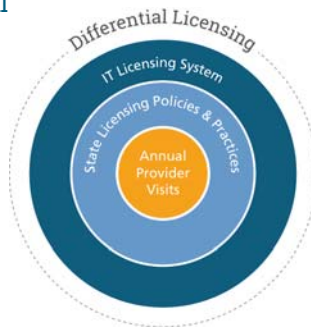 Differential Licensing
IT Licensing System
State Licensing Policies & Practices
Annual
Provider
Visits